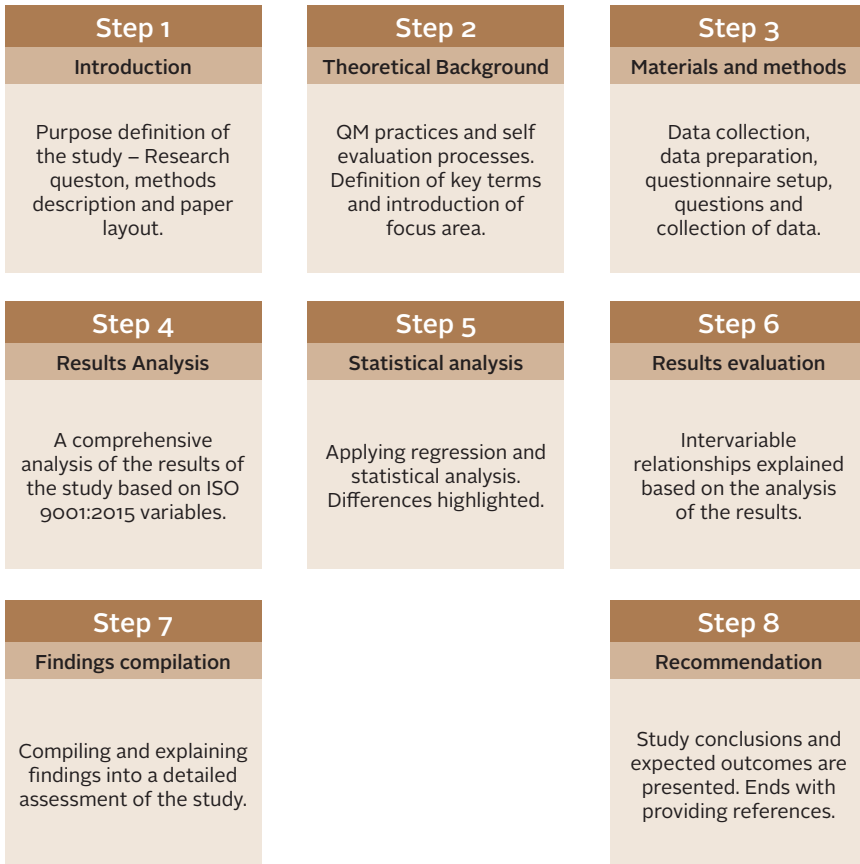 Step 1
Introduction
Purpose definition of
the study – Research
queston, methods
description and paper
layout.
Step 2
Theoretical Background
QM practices and self
evaluation processes.
Definition of key terms
and introduction of
focus area.
Step 3
Materials and methods
Data collection,
data preparation,
questionnaire setup,
questions and
collection of data.
Step 4
Results Analysis
A comprehensive
analysis of the results of
the study based on ISO
9001:2015 variables.
Step 5
Statistical analysis
Applying regression and
statistical analysis.
Differences highlighted.
Step 6
Results evaluation
Intervariable
relationships explained
based on the analysis
of the results.
Step 7
Findings compilation
Compiling and explaining
findings into a detailed
assessment of the study.
Step 8
Recommendation
Study conclusions and
expected outcomes are
presented. Ends with
providing references.